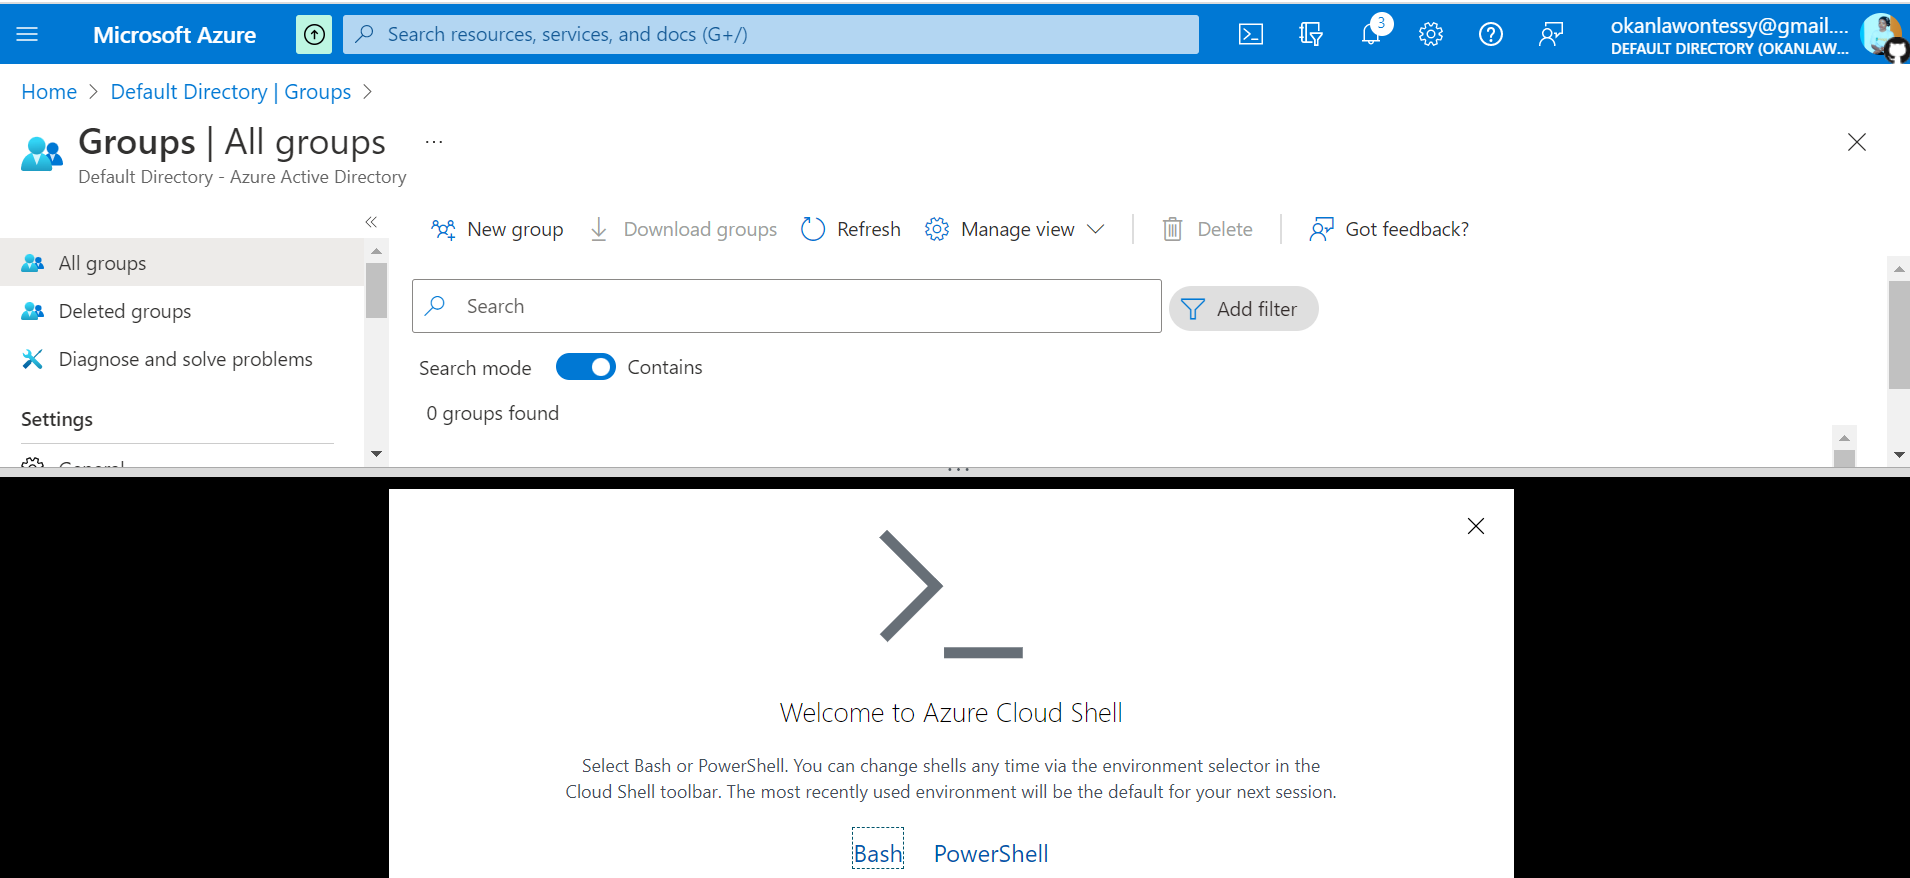 Microsoft Azure
Search resources, services, and docs (G+/)
3
okanlawontessy@gmail....
DEFAULT DIRECTORY (OKANLAW...
Home > Default Directory | Groups >
Groups | All groups ...
Default Directory - Azure Active Directory
«
New group
Download groups
Refresh
Manage view
Delete
Got feedback?
All groups
Deleted groups
Diagnose and solve problems
Settings
General
Search
Add filter
Search mode
Contains
0 groups found
Welcome to Azure Cloud Shell
Select Bash or PowerShell. You can change shells any time via the environment selector in the
Cloud Shell toolbar. The most recently used environment will be the default for your next session.
Bash
PowerShell